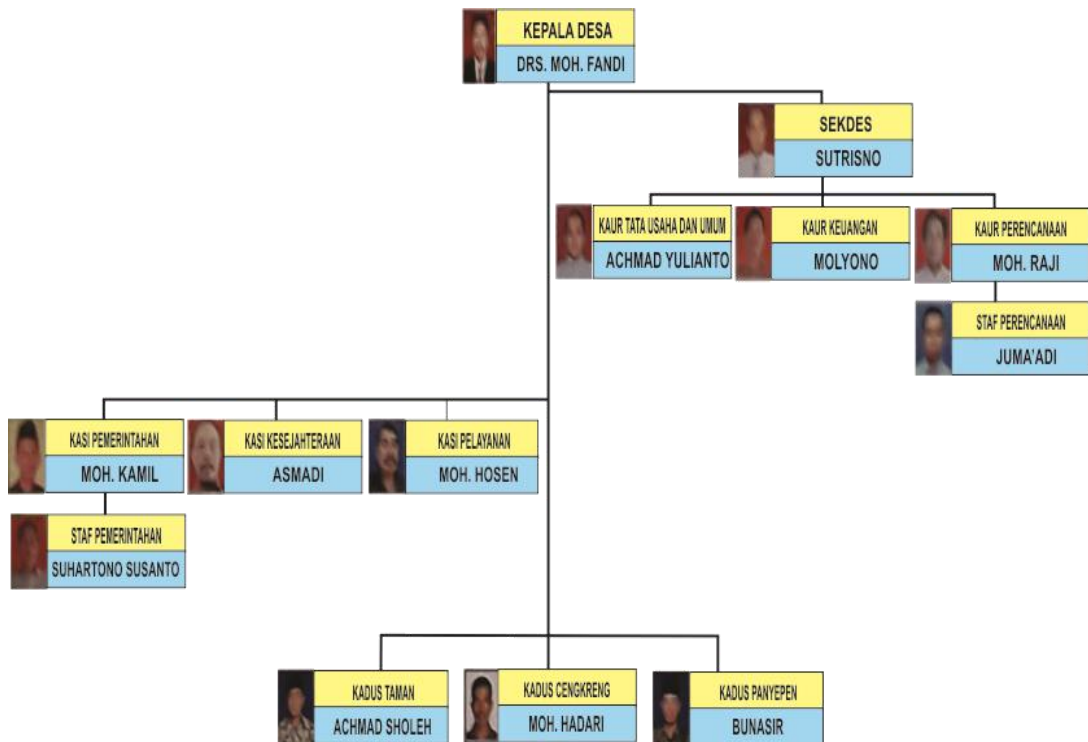 KEPALA DESA
DRS. MOH. FANDI
SEKDES
SUTRISNO
KAUR TATA USAHA DAN UMUM
ACHMAD YULIANTO
KAUR KEUANGAN
MOLYONO
KAUR PERENCANAAN
MOH. RAJI
STAF PERENCANAAN
JUMA'ADI
KASI PEMERINTAHAN
MOH. KAMIL
KASI KESEJAHTERAAN
ASMADI
KASI PELAYANAN
MOH. HOSEN
STAF PEMERINTAHAN
SUHARTONO SUSANTO
KADUS TAMAN
ACHMAD SHOLEH
KADUS CENGKRENG
MOH. HADARI
KADUS PANYEPEN
BUNASIR